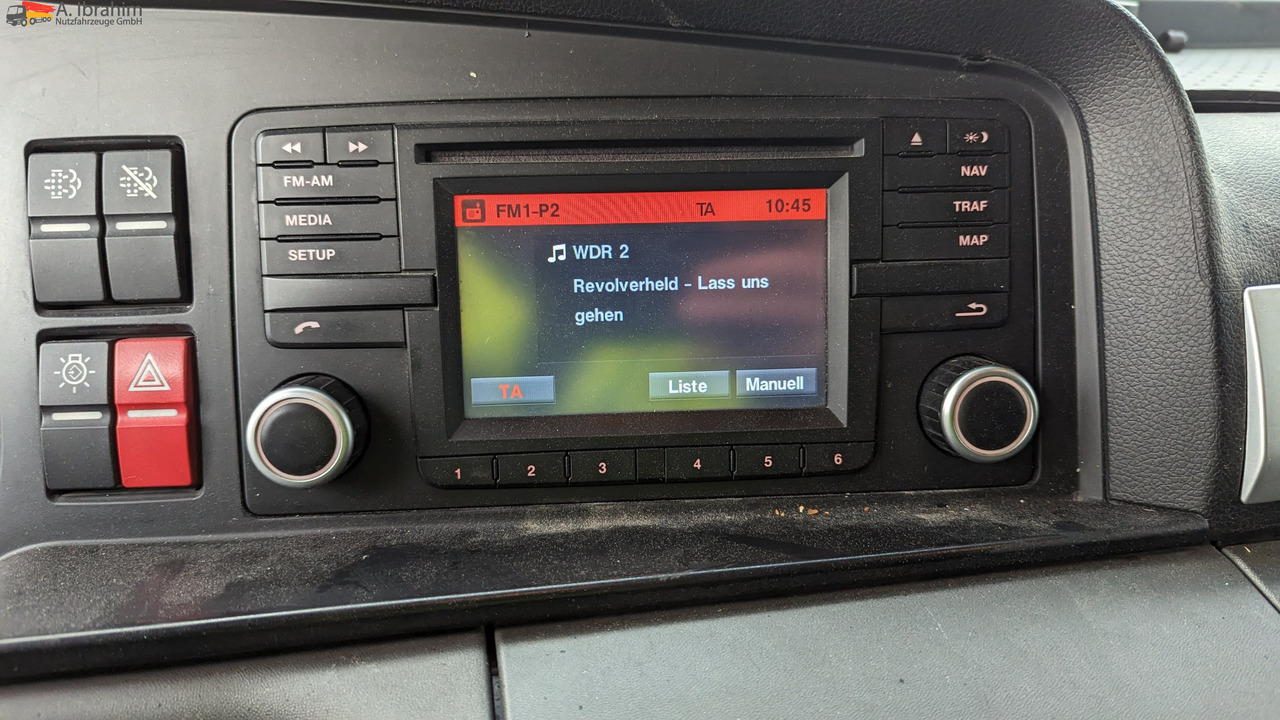 A. Ibrahim
Nutzfahrzeuge GmbH
FM-AM
MEDIA
SETUP
NAV
TRAF
MAP
FM1-P2 TA 10:45
WDR 2
Revolverheld - Lass uns
gehen
TA Liste Manuell
1 2 3 4 5 6